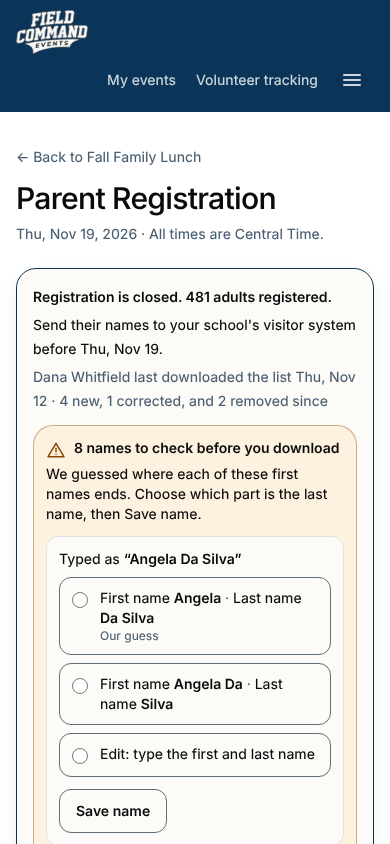 FIELD
COMMAND
EVENTS
My events
Volunteer tracking
← Back to Fall Family Lunch
Parent Registration
Thu, Nov 19, 2026 · All times are Central Time.
Registration is closed. 481 adults registered.
Send their names to your school's visitor system
before Thu, Nov 19.
Dana Whitfield last downloaded the list Thu, Nov
12 · 4 new, 1 corrected, and 2 removed since
8 names to check before you download
We guessed where each of these first
names ends. Choose which part is the last
name, then Save name.
Typed as “Angela Da Silva”
First name Angela · Last name
Da Silva
Our guess
First name Angela Da · Last
name Silva
Edit: type the first and last name
Save name